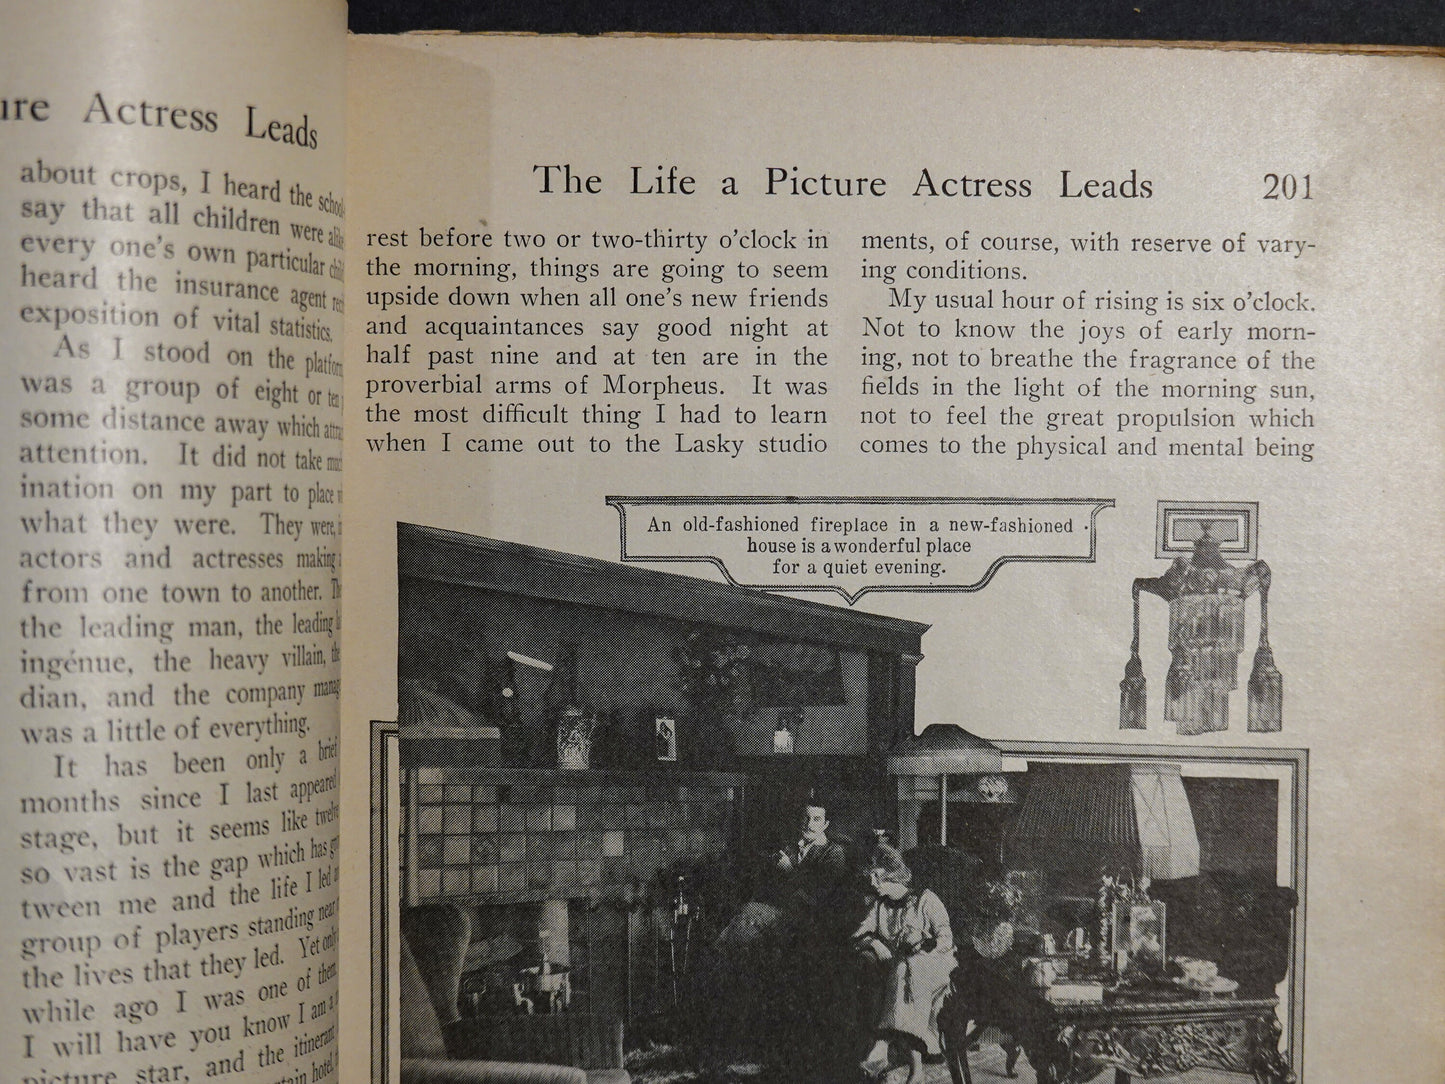 Actress Leads
about crops, I heard the
say that all children were
every one's own particular
heard the insurance agent
exposition of vital statistics.
As I stood on the
was a group of eight or ten
some distance away which
attention. It did not take
ination on my part to place
what they were. They were,
actors and actresses making
from one town to another.
the leading man, the leading
ingénue, the heavy villain,
dian, and the company
was a little of everything.
It has been only a brief
months since I last appeared
stage, but it seems like
so vast is the gap which has
tween me and the life I led
group of players standing near
the lives that they led. Yet only
while ago I was one of them
I will have you know I am a
picture star, and the itinerant
hotel
The Life a Picture Actress Leads 201
rest before two or two-thirty o'clock in
the morning, things are going to seem
upside down when all one's new friends
and acquaintances say good night at
half past nine and at ten are in the
proverbial arms of Morpheus. It was
the most difficult thing I had to learn
when I came out to the Lasky studio
ments, of course, with reserve of vary-
ing conditions.
My usual hour of rising is six o'clock.
Not to know the joys of early morn-
ing, not to breathe the fragrance of the
fields in the light of the morning sun,
not to feel the great propulsion which
comes to the physical and mental being
An old-fashioned fireplace in a new-fashioned
house is a wonderful place
for a quiet evening.